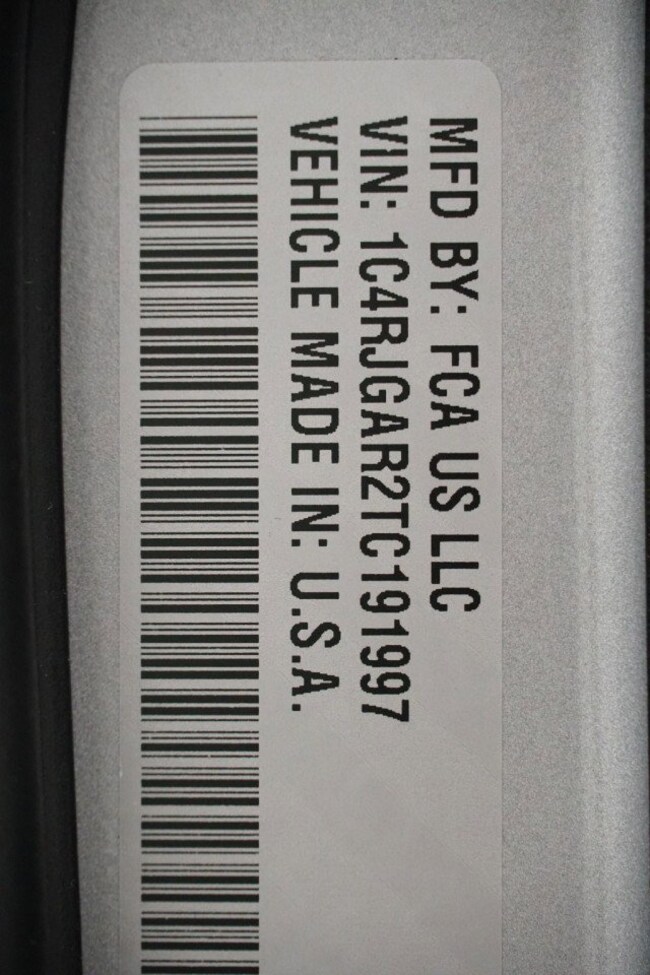 MFD BY: FCA US LLC
VIN: 1C4RJGAR2TC191997
VEHICLE MADE IN: U.S.A.